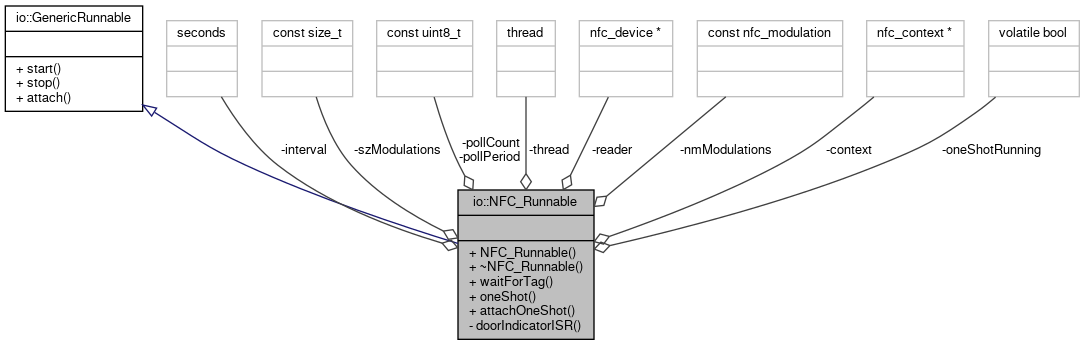 io::GenericRunnable
+ start()
+ stop()
+ attach()
seconds
const size_t
const uint8_t
thread
nfc_device *
const nfc_modulation
nfc_context *
volatile bool
-interval
-szModulations
-pollCount
-pollPeriod
-thread
-reader
-nmModulations
-context
-oneShotRunning
io::NFC_Runnable
+ NFC_Runnable()
+ ~NFC_Runnable()
+ waitForTag()
+ oneShot()
+ attachOneShot()
- doorIndicatorISR()